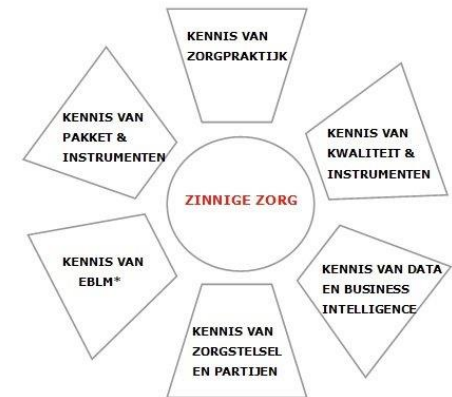 KENNIS VAN
ZORGPRAKTIJK
KENNIS VAN
PAKKET &
INSTRUMENTEN
KENNIS VAN
KWALITEIT &
INSTRUMENTEN
ZINNIGE ZORG
KENNIS VAN
EBLM*
KENNIS VAN DATA
EN BUSINESS
INTELLIGENCE
KENNIS VAN
ZORGSTELSEL
EN PARTIJEN